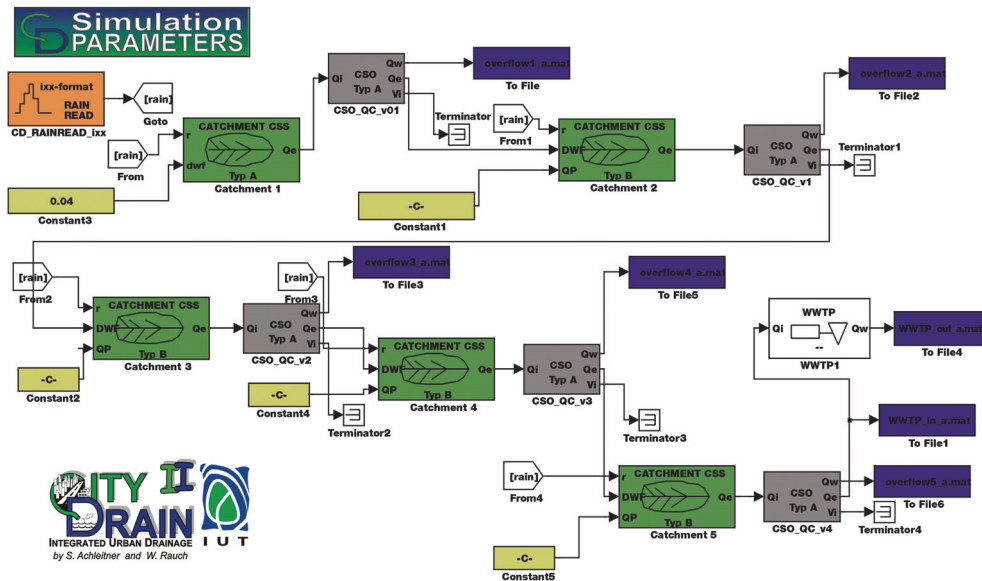 Simulation
PARAMETERS
ixx-format
RAIN
READ
CD_RAINREAD_ixx
[rain]
Goto
[rain]
From
0.04
Constant3
CATCHMENT CSS
r
dwf
Qe
Typ A
Catchment 1
Qi
CSO
Typ A
Qw
Qe
Vi
CSO_QC_v01
overflow1_a.mat
To File
Terminator
[rain]
From1
-C-
Constant1
CATCHMENT CSS
r
DWF
QP
Qe
Typ B
Catchment 2
Qi
CSO
Typ A
Qw
Qe
Vi
CSO_QC_v1
overflow2_a.mat
To File2
Terminator1
[rain]
From2
-C-
Constant2
CATCHMENT CSS
r
DWF
QP
Qe
Typ B
Catchment 3
Qi
CSO
Typ A
Qw
Qe
Vi
CSO_QC_v2
overflow3_a.mat
To File3
[rain]
From3
-C-
Constant4
Terminator2
CATCHMENT CSS
r
DWF
QP
Qe
Typ B
Catchment 4
Qi
CSO
Typ A
Qw
Qe
Vi
CSO_QC_v3
overflow4_a.mat
To File5
Terminator3
[rain]
From4
-C-
Constant5
CATCHMENT CSS
r
DWF
QP
Qe
Typ B
Catchment 5
Qi
CSO
Typ A
Qw
Qe
Vi
CSO_QC_v4
WWTP
Qi
Qw
--
WWTP1
WWTP_out_a.mat
To File4
WWTP_in_a.mat
To File1
overflow5_a.mat
To File6
Terminator4
CITY II
DRAIN
INTEGRATED URBAN DRAINAGE
by S. Achleitner and W. Rauch
IUT